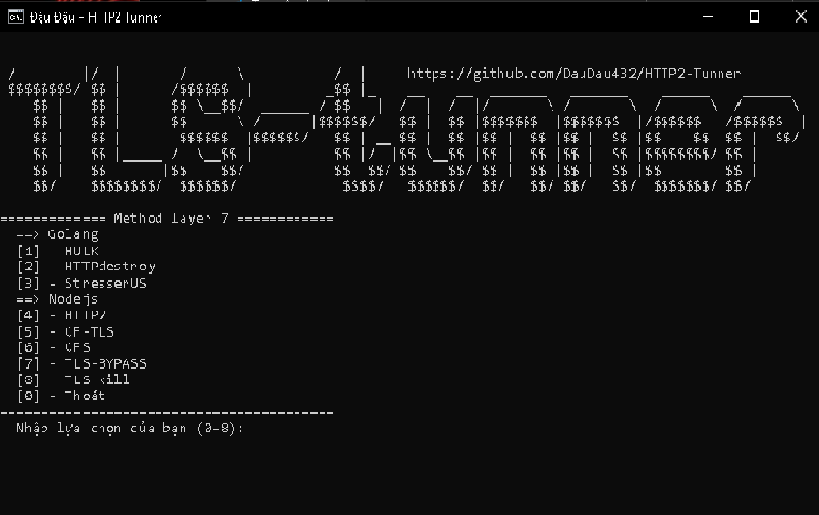 Đậu Đậu - HTTP2 Tunner
https://github.com/DauDau432/HTTP2-Tunner
TLS-tunner
============= Method layer 7 ============
==> Golang
[1] - HULK
[2] - HTTPdestroy
[3] - StresserUS
==> Nodejs
[4] - HTTP2
[5] - CF-TLS
[6] - CFS
[7] - TLS-BYPASS
[8] - TLS-kill
[0] - Thoát
-----------------------------------------
Nhập lựa chọn của bạn (0-8):